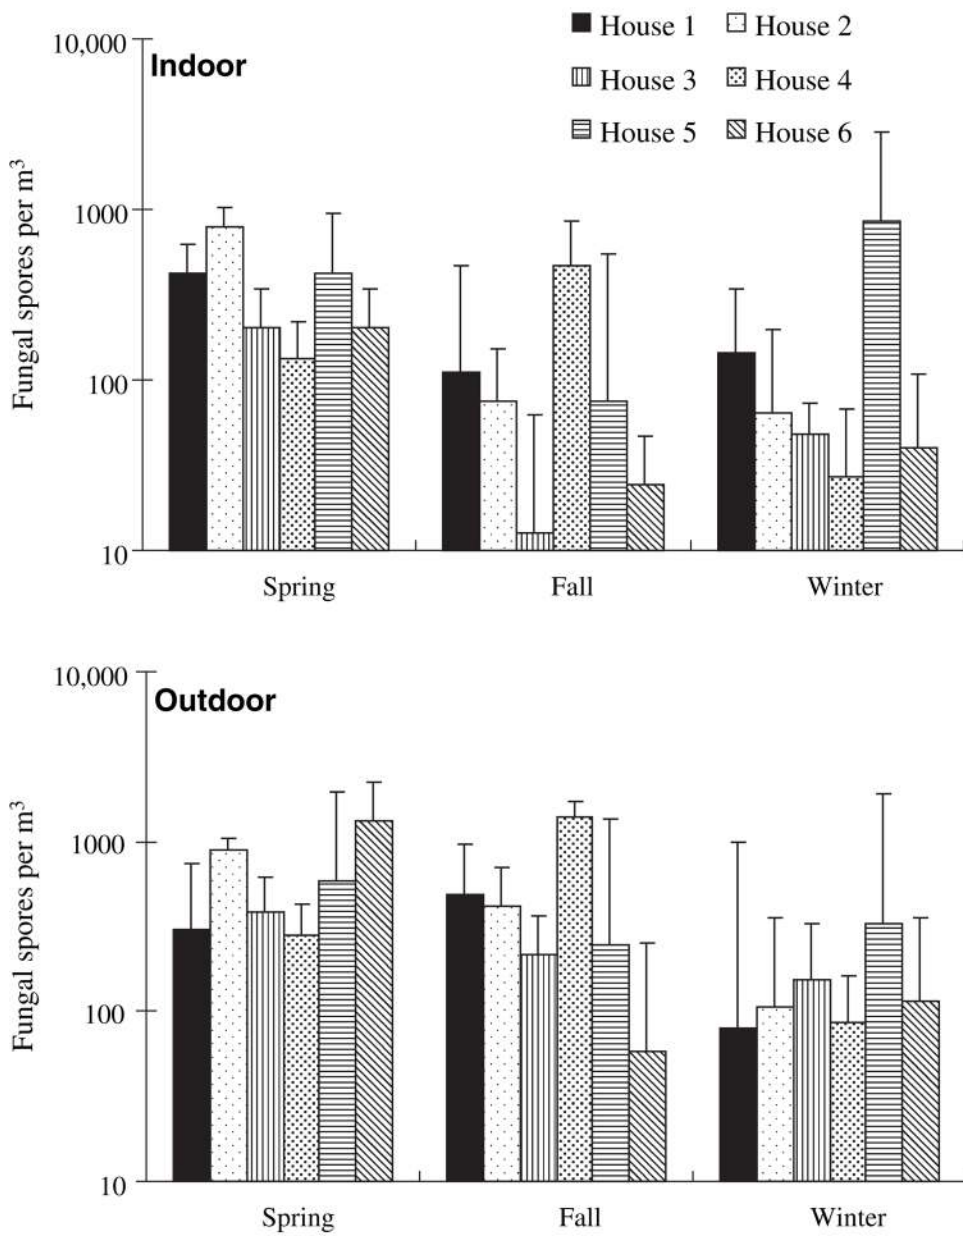 House 1 House 2
House 3 House 4
House 5 House 6
Indoor
Fungal spores per m³
10,000
1000
100
10
Spring Fall Winter
Outdoor
Fungal spores per m³
10,000
1000
100
10
Spring Fall Winter